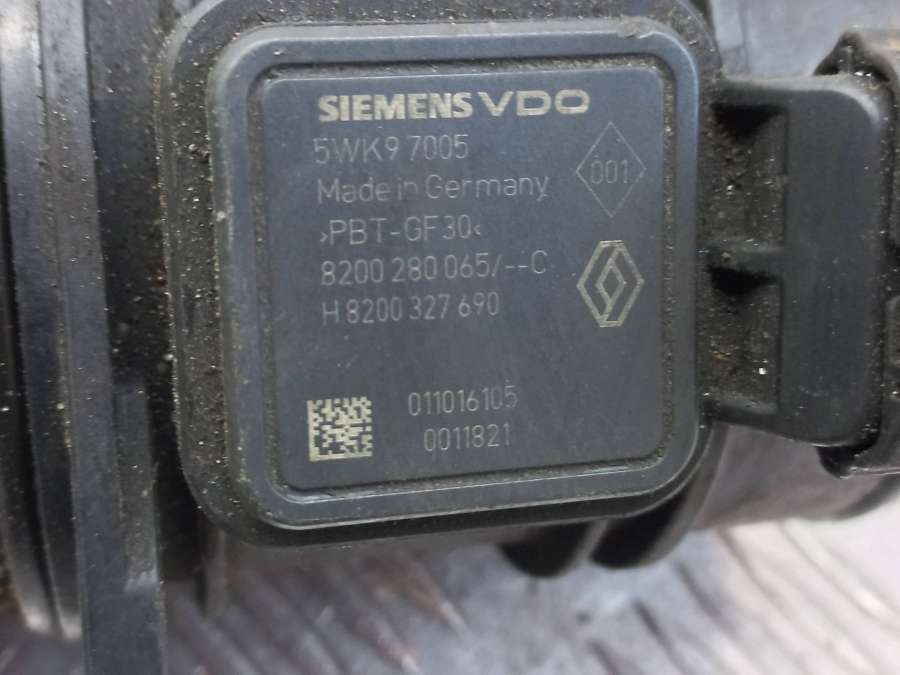 SIEMENS VDO
5WK9 7005
001
Made in Germany
>PBT-GF30<
8200 280 065/--C
H 8200 327 690
011016105
0011821